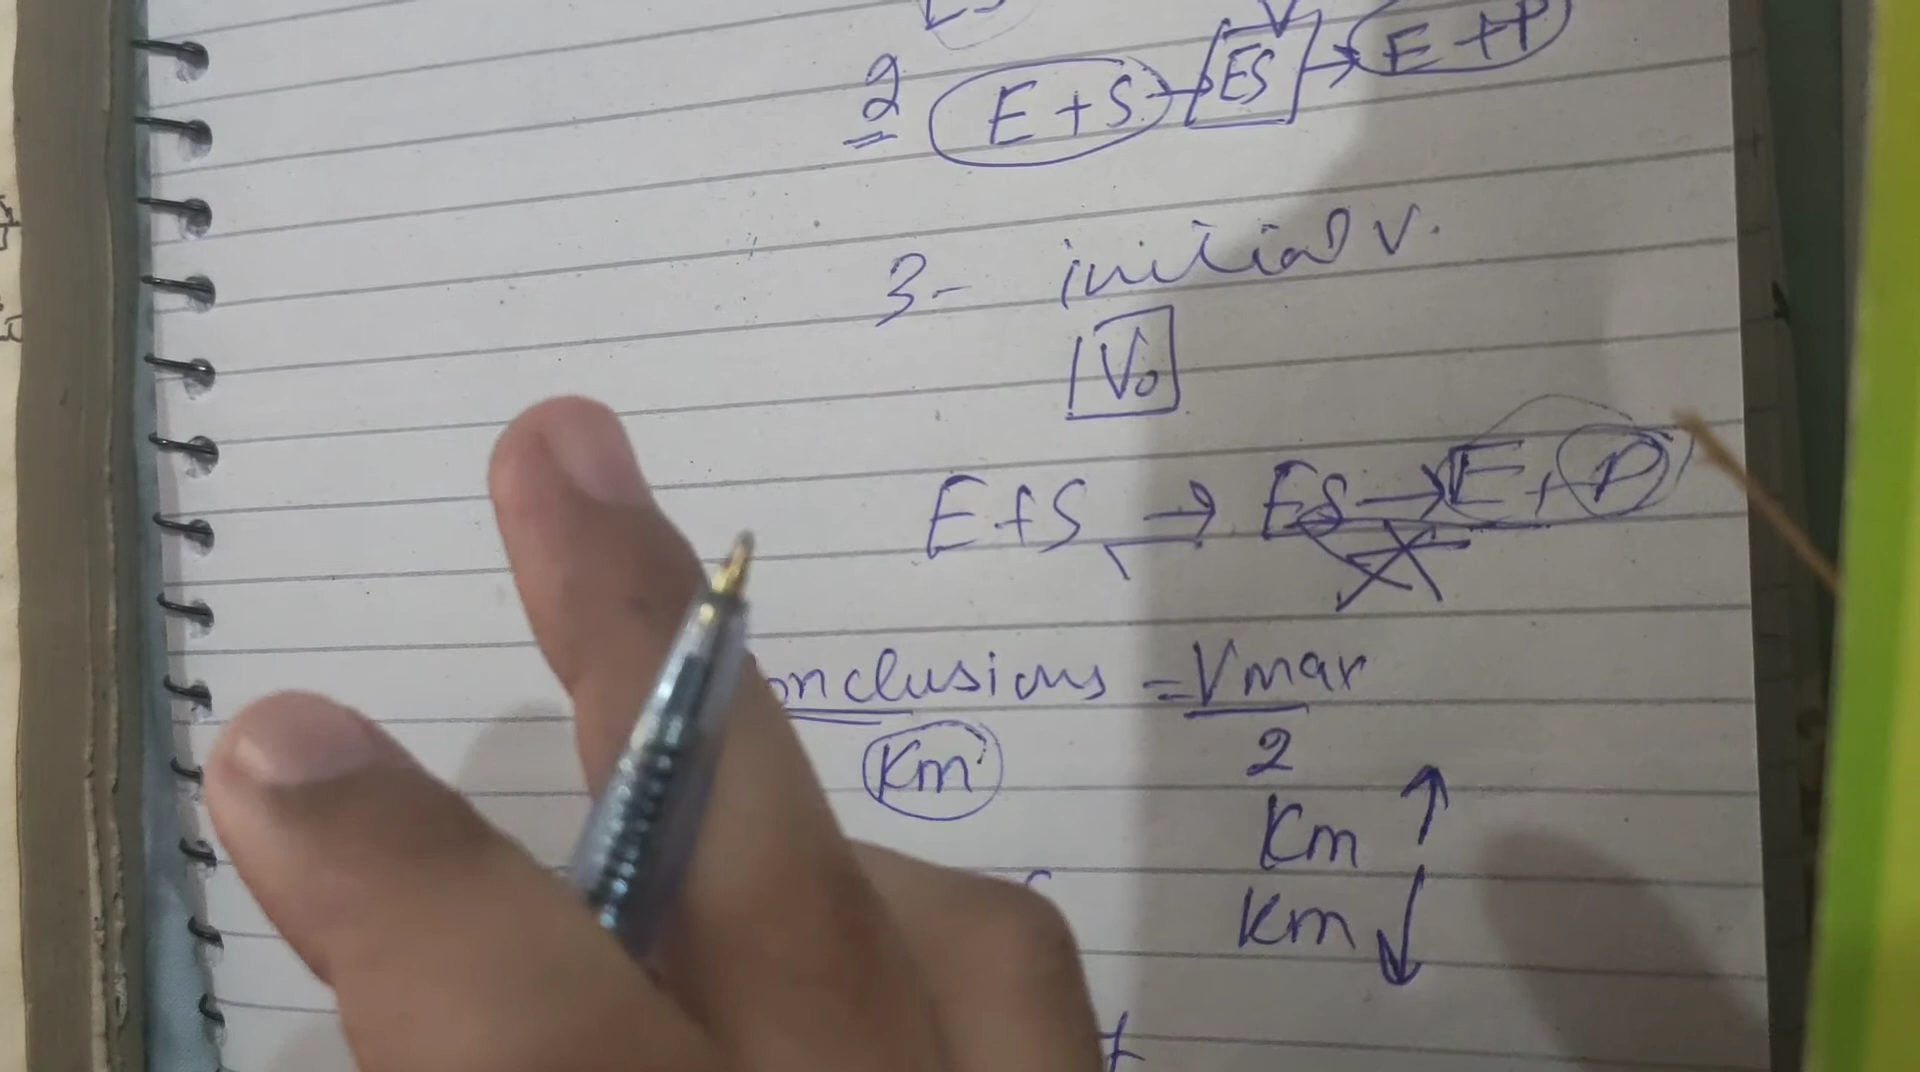 2 E+S → ES → E+P
3- initial V.
V₀
E+S ⇌ ES → E+P
onclusions = Vmax
Km 2
Km ↑
Km ↓